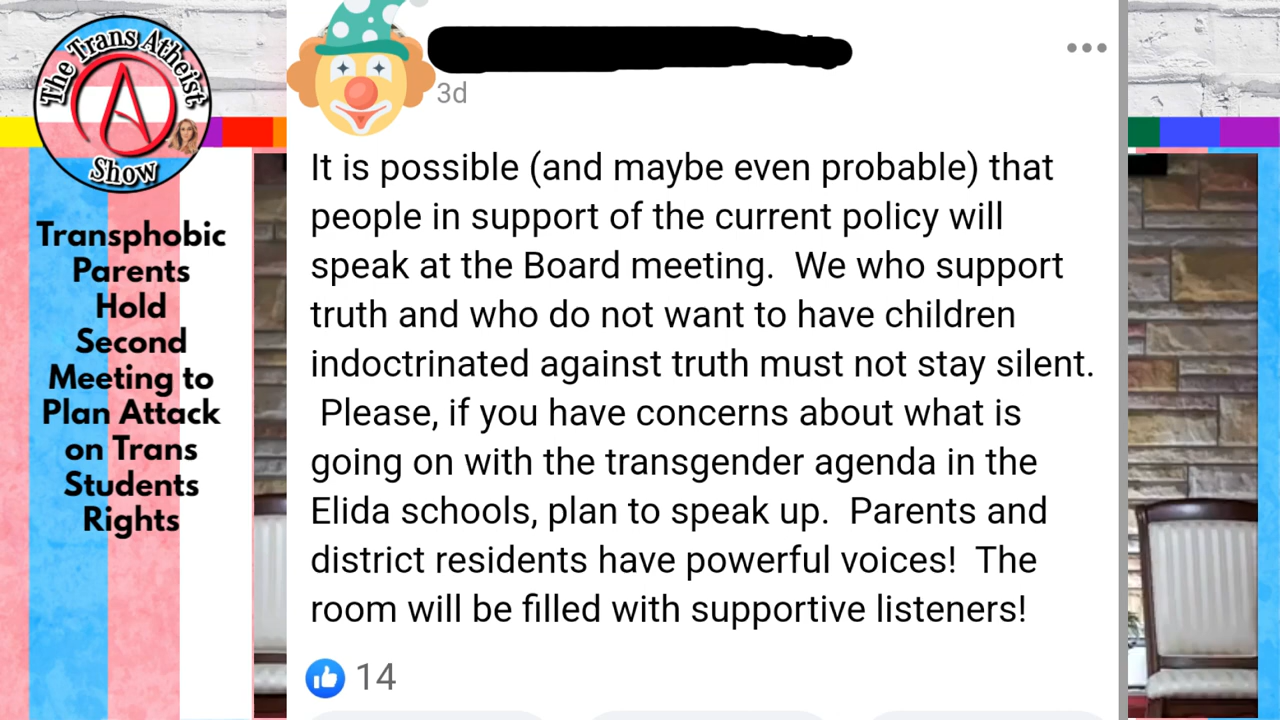 The Trans Atheist
Show
Transphobic
Parents
Hold
Second
Meeting to
Plan Attack
on Trans
Students
Rights
3d
It is possible (and maybe even probable) that
people in support of the current policy will
speak at the Board meeting.  We who support
truth and who do not want to have children
indoctrinated against truth must not stay silent.
Please, if you have concerns about what is
going on with the transgender agenda in the
Elida schools, plan to speak up.  Parents and
district residents have powerful voices!  The
room will be filled with supportive listeners!
14